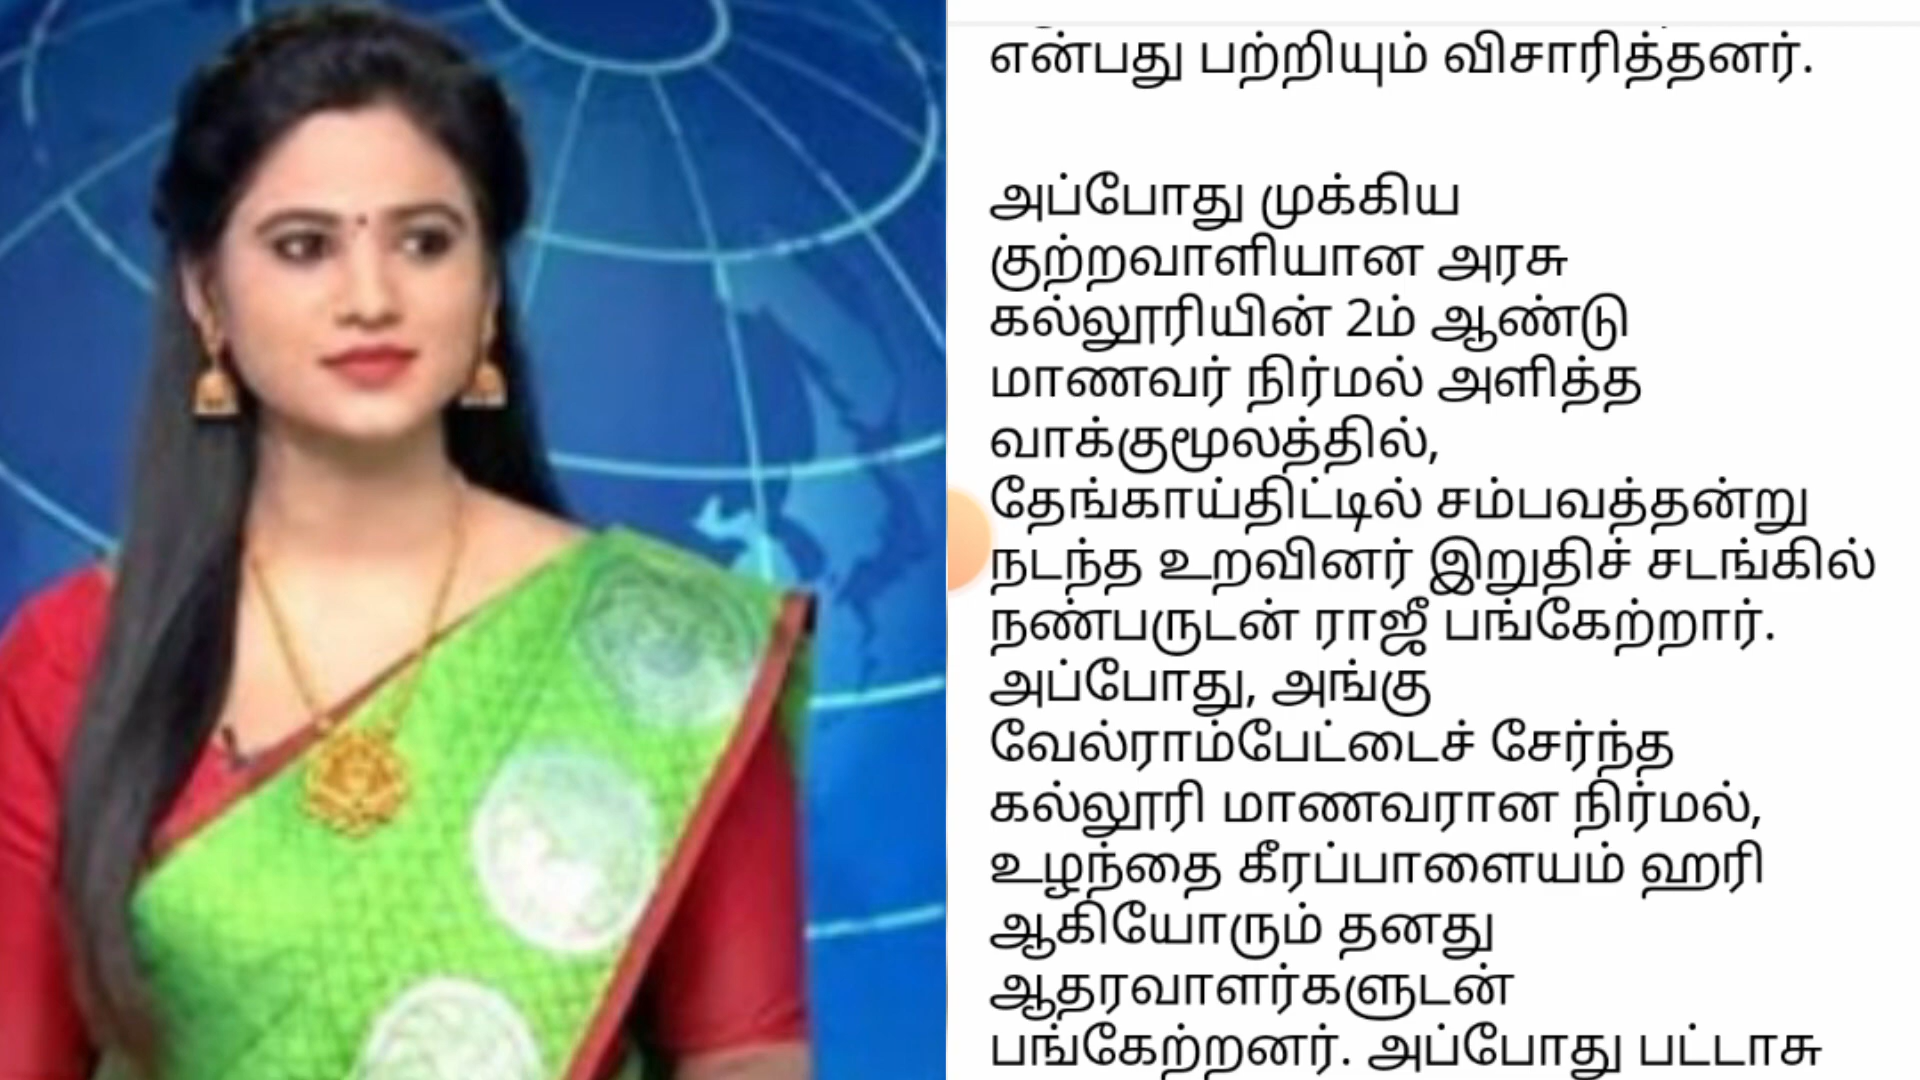 என்பது பற்றியும் விசாரித்தனர்.
அப்போது முக்கிய
குற்றவாளியான அரசு
கல்லூரியின் 2ம் ஆண்டு
மாணவர் நிர்மல் அளித்த
வாக்குமூலத்தில்,
தேங்காய்திட்டில் சம்பவத்தன்று
நடந்த உறவினர் இறுதிச் சடங்கில்
நண்பருடன் ராஜீ பங்கேற்றார்.
அப்போது, அங்கு
வேல்ராம்பேட்டைச் சேர்ந்த
கல்லூரி மாணவரான நிர்மல்,
உழந்தை கீரப்பாளையம் ஹரி
ஆகியோரும் தனது
ஆதரவாளர்களுடன்
பங்கேற்றனர். அப்போது பட்டாசு